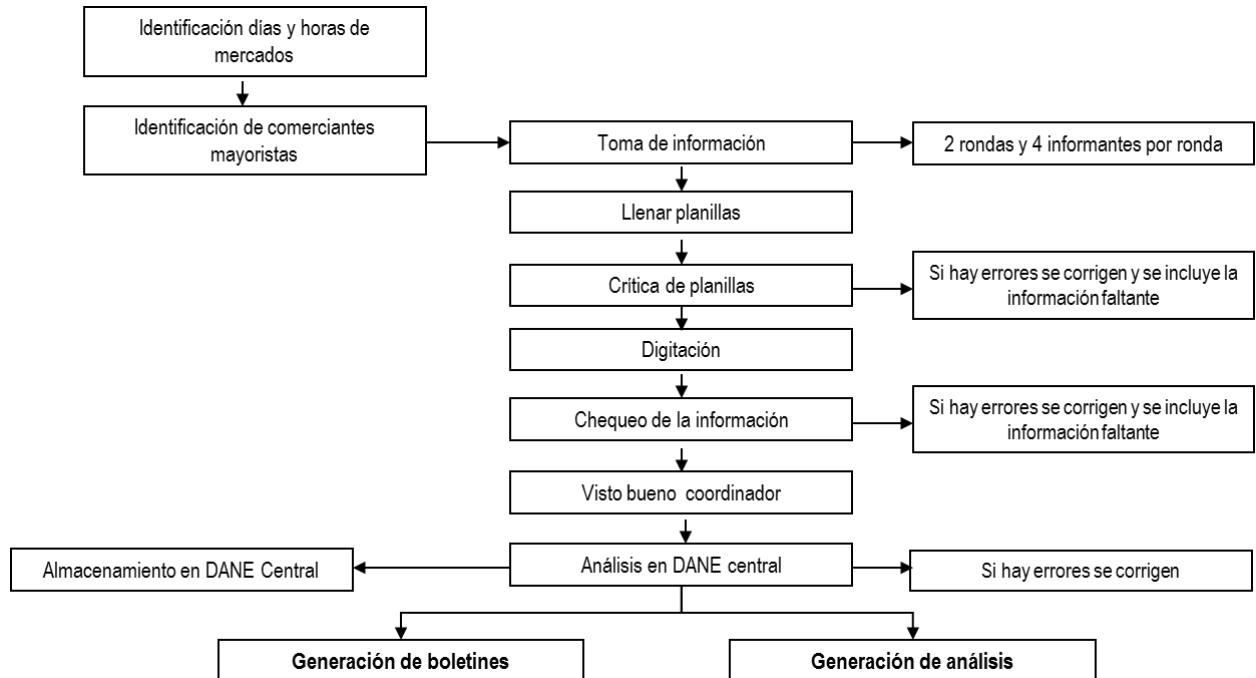 Identificación días y horas de
mercados
Identificación de comerciantes
mayoristas
Toma de información
2 rondas y 4 informantes por ronda
Llenar planillas
Crítica de planillas
Si hay errores se corrigen y se incluye la
información faltante
Digitación
Chequeo de la información
Si hay errores se corrigen y se incluye la
información faltante
Visto bueno coordinador
Almacenamiento en DANE Central
Análisis en DANE central
Si hay errores se corrigen
Generación de boletines
Generación de análisis